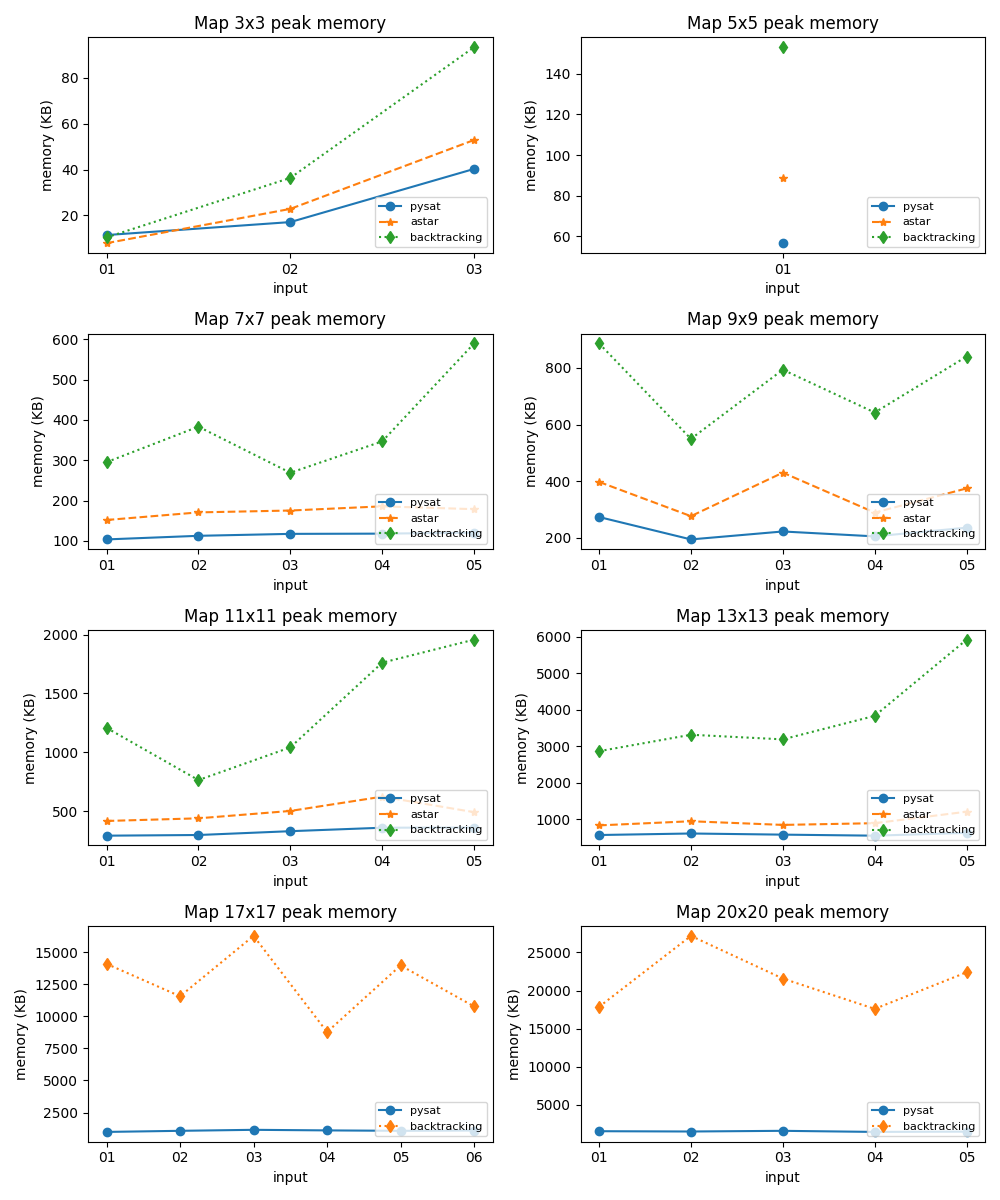 Map 3x3 peak memory
memory (KB)
80
60
40
20
pysat
astar
backtracking
01 02 03
input
Map 5x5 peak memory
memory (KB)
140
120
100
80
60
pysat
astar
backtracking
01
input
Map 7x7 peak memory
memory (KB)
600
500
400
300
200
100
pysat
astar
backtracking
01 02 03 04 05
input
Map 9x9 peak memory
memory (KB)
800
600
400
200
pysat
astar
backtracking
01 02 03 04 05
input
Map 11x11 peak memory
memory (KB)
2000
1500
1000
500
pysat
astar
backtracking
01 02 03 04 05
input
Map 13x13 peak memory
memory (KB)
6000
5000
4000
3000
2000
1000
pysat
astar
backtracking
01 02 03 04 05
input
Map 17x17 peak memory
memory (KB)
15000
12500
10000
7500
5000
2500
pysat
backtracking
01 02 03 04 05 06
input
Map 20x20 peak memory
memory (KB)
25000
20000
15000
10000
5000
pysat
backtracking
01 02 03 04 05
input